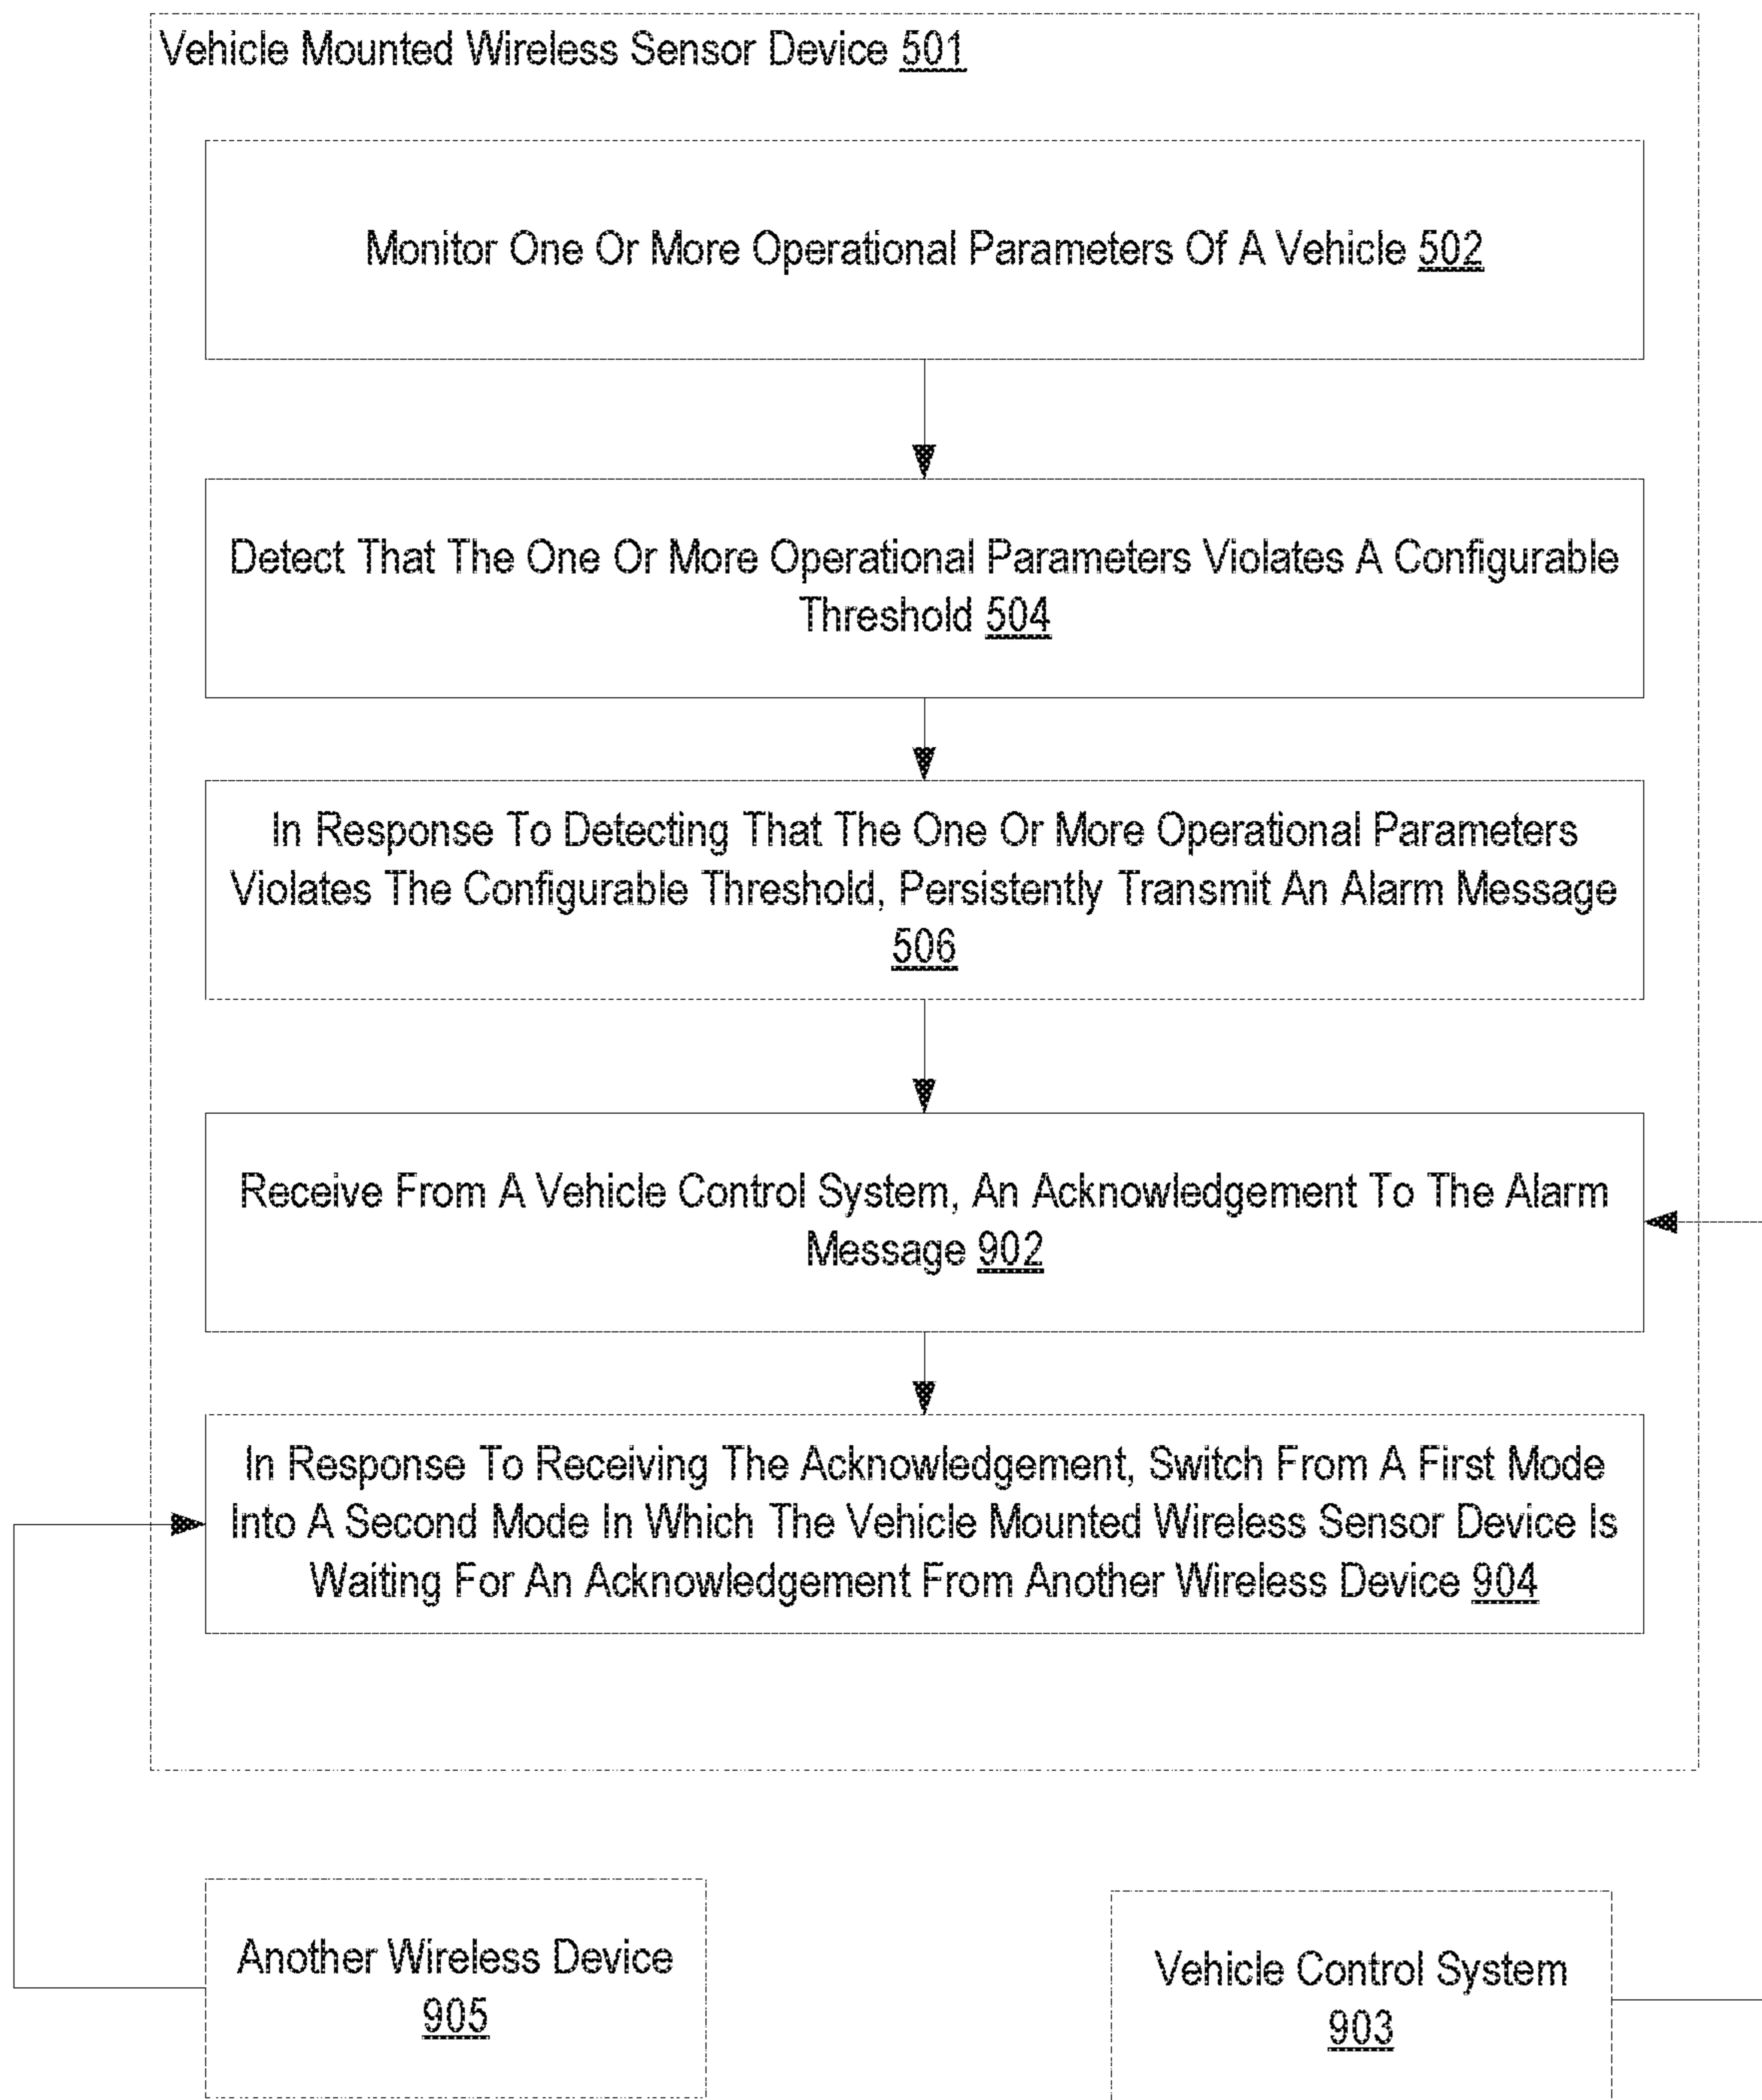 Vehicle Mounted Wireless Sensor Device 501
Monitor One Or More Operational Parameters Of A Vehicle 502
Detect That The One Or More Operational Parameters Violates A Configurable
Threshold 504
In Response To Detecting That The One Or More Operational Parameters
Violates The Configurable Threshold, Persistently Transmit An Alarm Message
506
Receive From A Vehicle Control System, An Acknowledgement To The Alarm
Message 902
In Response To Receiving The Acknowledgement, Switch From A First Mode
Into A Second Mode In Which The Vehicle Mounted Wireless Sensor Device Is
Waiting For An Acknowledgement From Another Wireless Device 904
Another Wireless Device
905
Vehicle Control System
903